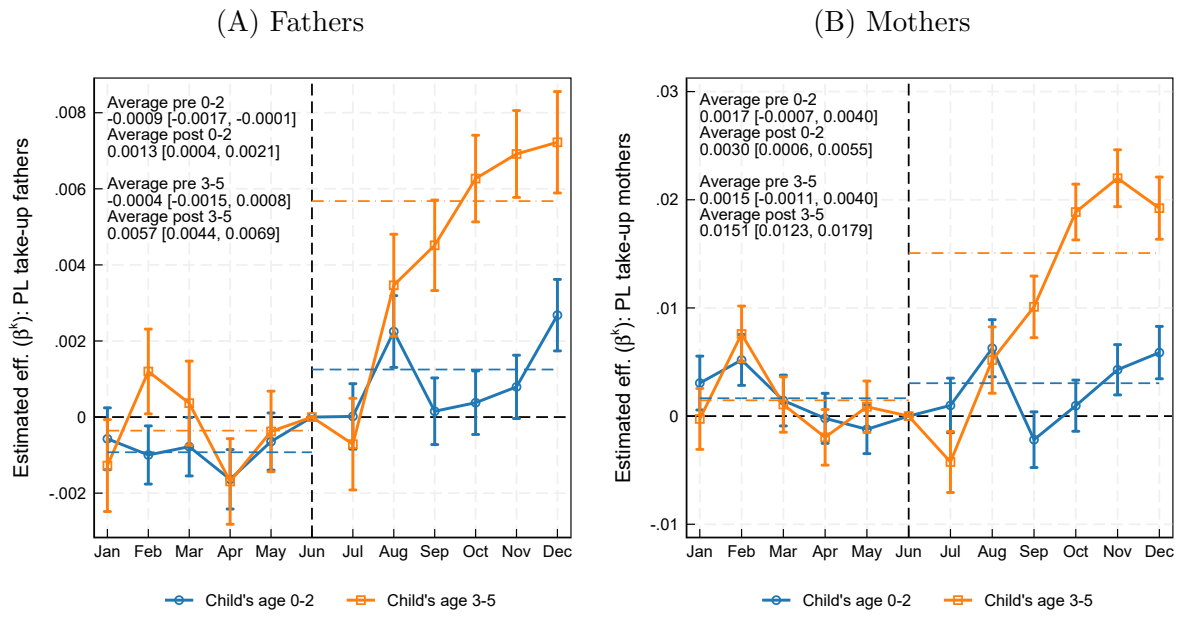 (A) Fathers
Estimated eff. (βᵏ): PL take-up fathers
.008
.006
.004
.002
0
-.002
Average pre 0-2
-0.0009 [-0.0017, -0.0001]
Average post 0-2
0.0013 [0.0004, 0.0021]
Average pre 3-5
-0.0004 [-0.0015, 0.0008]
Average post 3-5
0.0057 [0.0044, 0.0069]
Jan Feb Mar Apr May Jun Jul Aug Sep Oct Nov Dec
Child's age 0-2 Child's age 3-5
(B) Mothers
Estimated eff. (βᵏ): PL take-up mothers
.03
.02
.01
0
-.01
Average pre 0-2
0.0017 [-0.0007, 0.0040]
Average post 0-2
0.0030 [0.0006, 0.0055]
Average pre 3-5
0.0015 [-0.0011, 0.0040]
Average post 3-5
0.0151 [0.0123, 0.0179]
Jan Feb Mar Apr May Jun Jul Aug Sep Oct Nov Dec
Child's age 0-2 Child's age 3-5